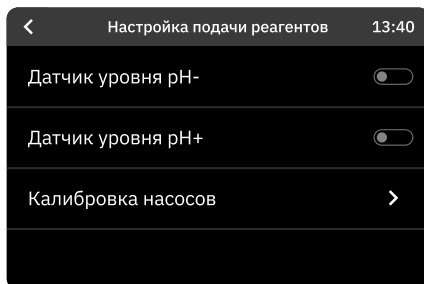 Настройка подачи реагентов 13:40
Датчик уровня pH-
Датчик уровня pH+
Калибровка насосов